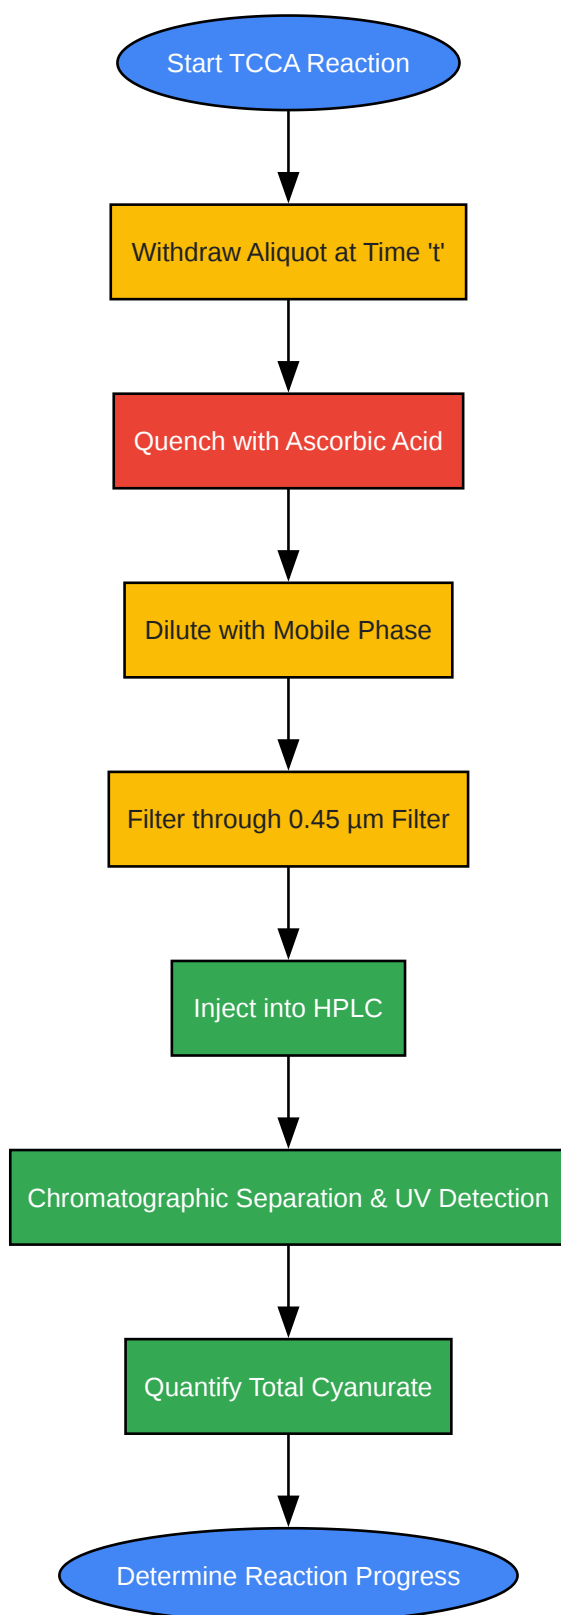 Start TCCA Reaction
Withdraw Aliquot at Time 't'
Quench with Ascorbic Acid
Dilute with Mobile Phase
Filter through 0.45 µm Filter
Inject into HPLC
Chromatographic Separation & UV Detection
Quantify Total Cyanurate
Determine Reaction Progress